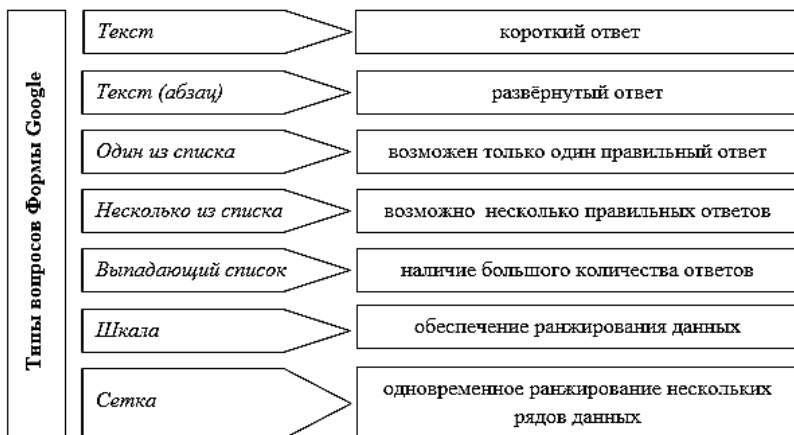 Типы вопросов Формы Google
Текст
короткий ответ
Текст (абзац)
развёрнутый ответ
Один из списка
возможен только один правильный ответ
Несколько из списка
возможно несколько правильных ответов
Выпадающий список
наличие большого количества ответов
Шкала
обеспечение ранжирования данных
Сетка
одновременное ранжирование нескольких
рядов данных